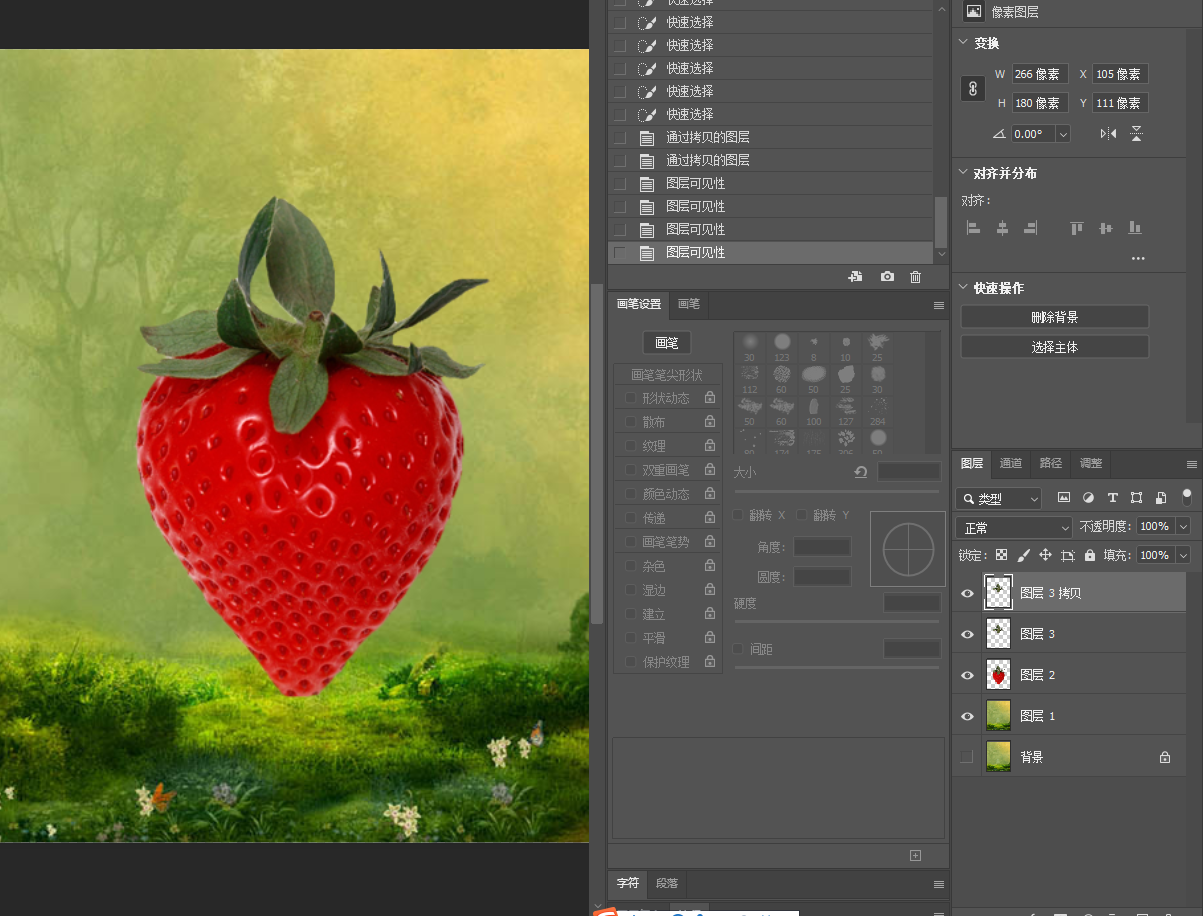 快速选择
快速选择
快速选择
快速选择
快速选择
快速选择
通过拷贝的图层
通过拷贝的图层
图层可见性
图层可见性
图层可见性
图层可见性
画笔设置 画笔
画笔
画笔笔尖形状
形状动态
散布
纹理
双重画笔
颜色动态
传递
画笔笔势
杂色
湿边
建立
平滑
保护纹理
30 123 8 10 25
112 60 50 25 30
50 60 100 127 284
80 174 175 306 50
大小
翻转 X 翻转 Y
角度:
圆度:
硬度
间距
字符 段落
像素图层
变换
W 266 像素 X 105 像素
H 180 像素 Y 111 像素
0.00°
对齐并分布
对齐:
快速操作
删除背景
选择主体
图层 通道 路径 调整
类型
正常 不透明度: 100%
锁定: 填充: 100%
图层 3 拷贝
图层 3
图层 2
图层 1
背景